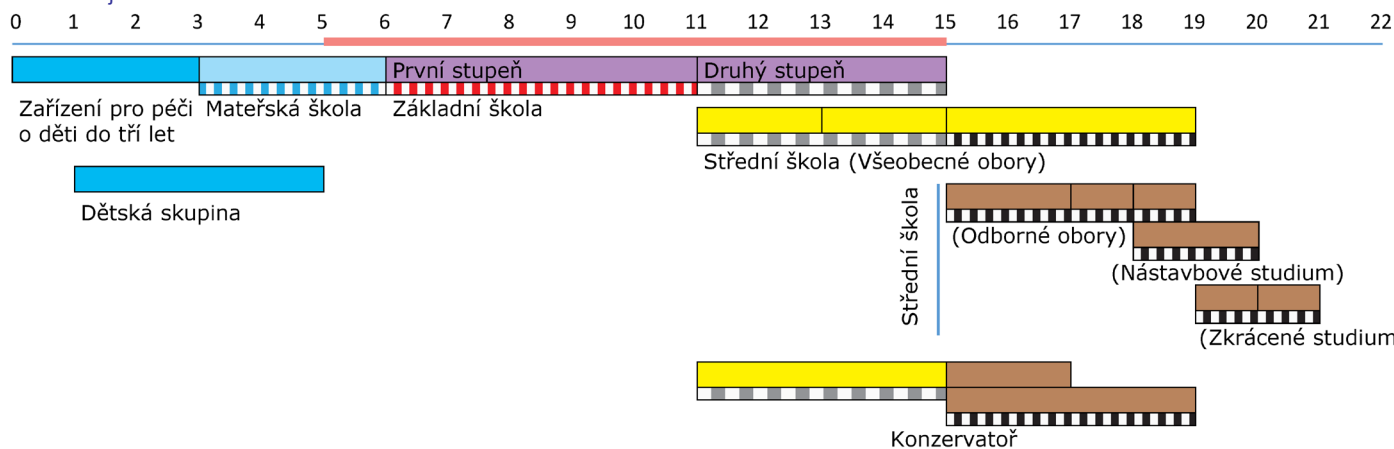 0 1 2 3 4 5 6 7 8 9 10 11 12 13 14 15 17 18 19 20 21 22
První stupeň Druhý stupeň
Zařízení pro péči
o děti do tří let
Mateřská škola
Základní škola
Střední škola (Všeobecné obory)
Dětská skupina
Střední škola
(Odborné obory)
(Nástavbové studium)
(Zkrácené studium
Konzervatoř